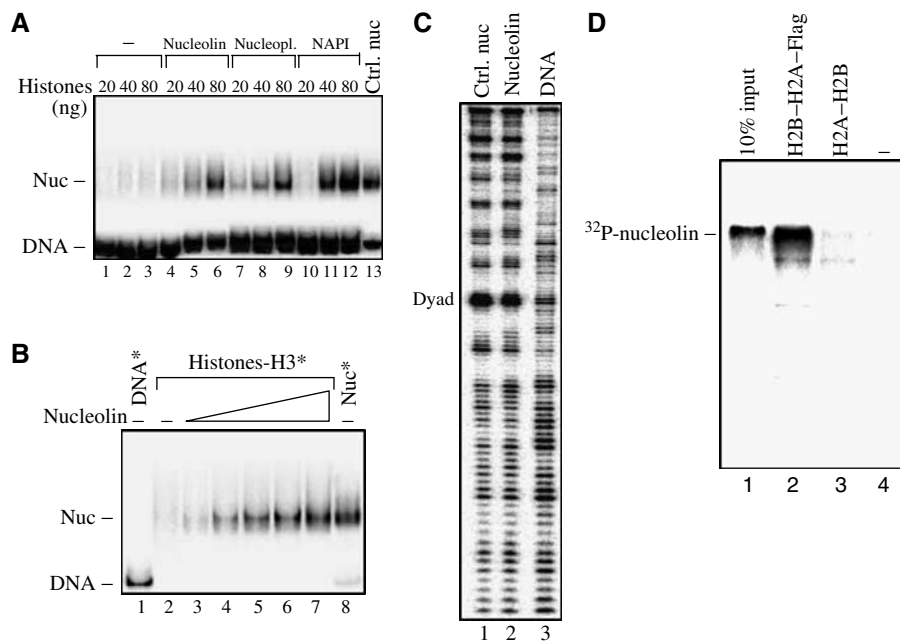 A
– Nucleolin Nucleopl. NAPI Ctrl. nuc
Histones 20 40 80 20 40 80 20 40 80 20 40 80
(ng)
Nuc –
DNA –
1 2 3 4 5 6 7 8 9 10 11 12 13
B
DNA* Histones-H3* Nuc*
Nucleolin – – –
Nuc –
DNA –
1 2 3 4 5 6 7 8
C
Ctrl. nuc Nucleolin DNA
Dyad
1 2 3
D
10% input H2B–H2A–Flag H2A–H2B –
³²P-nucleolin –
1 2 3 4